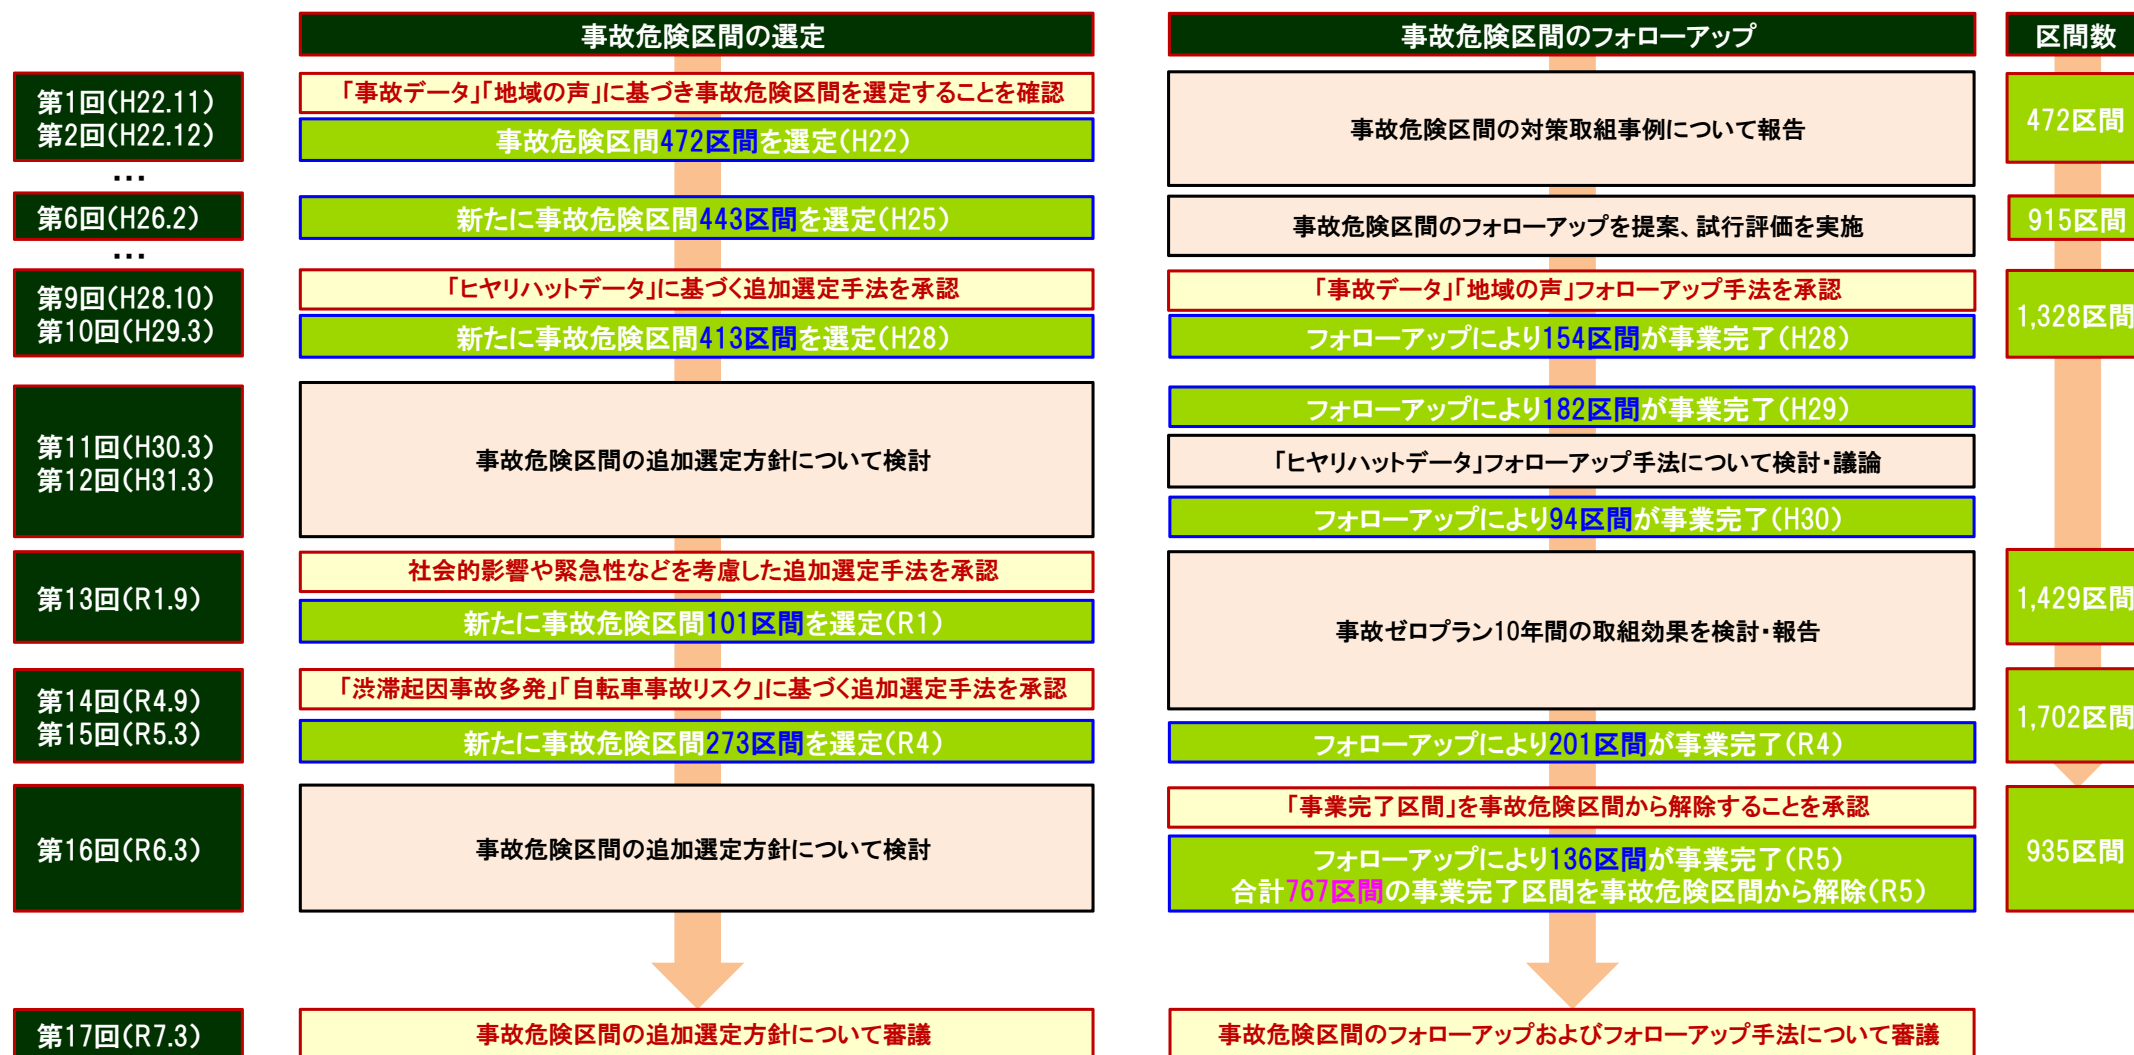 事故危険区間の選定
事故危険区間のフォローアップ
区間数
第1回(H22.11)
第2回(H22.12)
「事故データ」「地域の声」に基づき事故危険区間を選定することを確認
事故危険区間472区間を選定(H22)
事故危険区間の対策取組事例について報告
472区間
…
第6回(H26.2)
新たに事故危険区間443区間を選定(H25)
事故危険区間のフォローアップを提案、試行評価を実施
915区間
…
第9回(H28.10)
第10回(H29.3)
「ヒヤリハットデータ」に基づく追加選定手法を承認
新たに事故危険区間413区間を選定(H28)
「事故データ」「地域の声」フォローアップ手法を承認
フォローアップにより154区間が事業完了(H28)
1,328区間
第11回(H30.3)
第12回(H31.3)
事故危険区間の追加選定方針について検討
フォローアップにより182区間が事業完了(H29)
「ヒヤリハットデータ」フォローアップ手法について検討・議論
フォローアップにより94区間が事業完了(H30)
第13回(R1.9)
社会的影響や緊急性などを考慮した追加選定手法を承認
新たに事故危険区間101区間を選定(R1)
事故ゼロプラン10年間の取組効果を検討・報告
1,429区間
第14回(R4.9)
第15回(R5.3)
「渋滞起因事故多発」「自転車事故リスク」に基づく追加選定手法を承認
新たに事故危険区間273区間を選定(R4)
フォローアップにより201区間が事業完了(R4)
1,702区間
第16回(R6.3)
事故危険区間の追加選定方針について検討
「事業完了区間」を事故危険区間から解除することを承認
フォローアップにより136区間が事業完了(R5)
合計767区間の事業完了区間を事故危険区間から解除(R5)
935区間
第17回(R7.3)
事故危険区間の追加選定方針について審議
事故危険区間のフォローアップおよびフォローアップ手法について審議